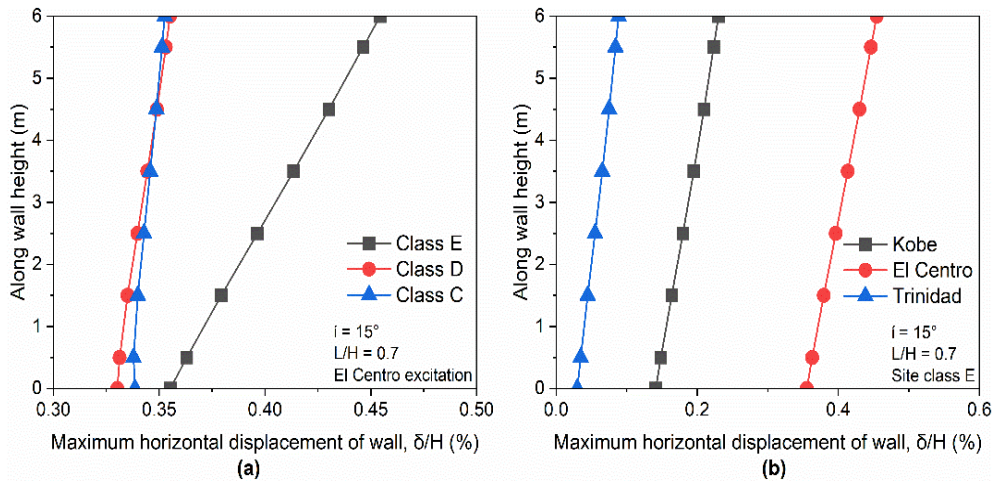 6
5
4
3
2
1
0
Along wall height (m)
Class E
Class D
Class C
í = 15°
L/H = 0.7
El Centro excitation
0.30 0.35 0.40 0.45 0.50
Maximum horizontal displacement of wall, δ/H (%)
(a)
6
5
4
3
2
1
0
Along wall height (m)
Kobe
El Centro
Trinidad
í = 15°
L/H = 0.7
Site class E
0.0 0.2 0.4 0.6
Maximum horizontal displacement of wall, δ/H (%)
(b)